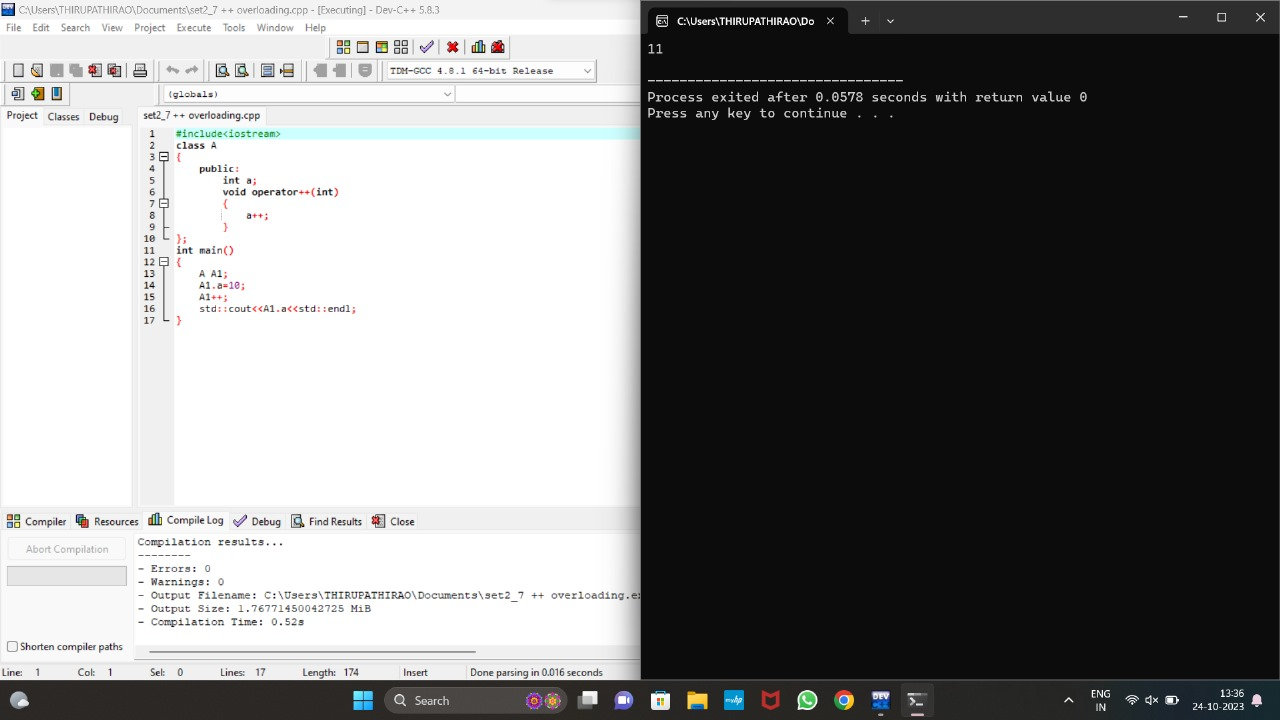 C:\Users\THIRUPATHIRAO\Documents\set2_7 ++ overloading.cpp - [Executing] - Dev-C++ 5.8.3
File Edit Search View Project Execute Tools Window Help
TDM-GCC 4.8.1 64-bit Release
(globals)
Project Classes Debug
set2_7 ++ overloading.cpp
1 #include<iostream>
2 class A
3 {
4 public:
5 int a;
6 void operator++(int)
7 {
8 a++;
9 }
10 };
11 int main()
12 {
13 A A1;
14 A1.a=10;
15 A1++;
16 std::cout<<A1.a<<std::endl;
17 }
Compiler Resources Compile Log Debug Find Results Close
Abort Compilation
Shorten compiler paths
Compilation results...
--------
- Errors: 0
- Warnings: 0
- Output Filename: C:\Users\THIRUPATHIRAO\Documents\set2_7 ++ overloading.ex
- Output Size: 1.76771450042725 MiB
- Compilation Time: 0.52s
Line: 1 Col: 1 Sel: 0 Lines: 17 Length: 174 Insert Done parsing in 0.016 seconds
C:\Users\THIRUPATHIRAO\Do
11
--------------------------------
Process exited after 0.0578 seconds with return value 0
Press any key to continue . . .
Search
DEV
myhp
ENG
IN
13:36
24-10-2023